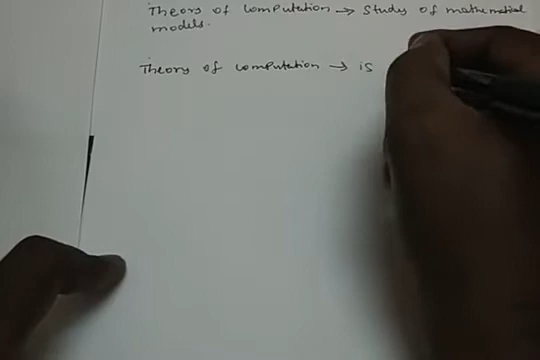 Theory of Computation → Study of mathematical
models.
Theory of Computation → is